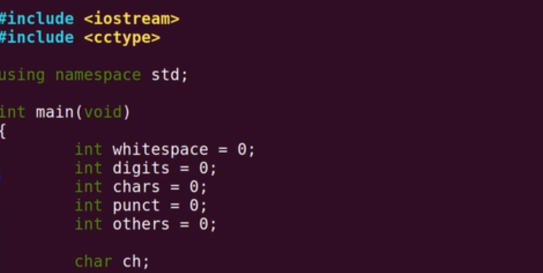 #include <iostream>
#include <cctype>
using namespace std;
int main(void)
{
int whitespace = 0;
int digits = 0;
int chars = 0;
int punct = 0;
int others = 0;
char ch;